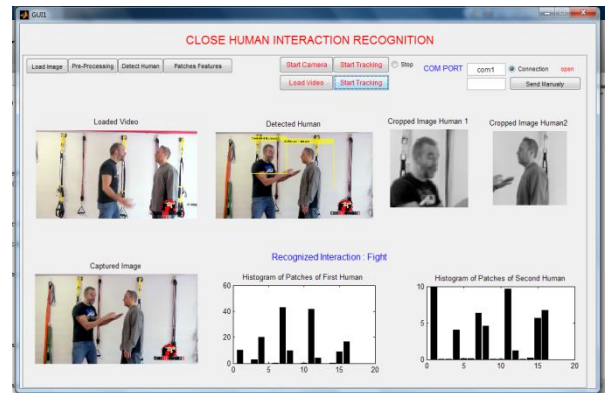 GUI1
CLOSE HUMAN INTERACTION RECOGNITION
Load Image Pre-Processing Detect Human Patches Features
Start Camera Start Tracking Stop COM PORT com1 Connection open
Load Video Start Tracking Send Manualy
Loaded Video Detected Human Cropped Image Human 1 Cropped Image Human2
Recognized Interaction : Fight
Captured Image
Histogram of Patches of First Human
60
40
20
0
0 5 10 15 20
Histogram of Patches of Second Human
10
5
0
0 5 10 15 20